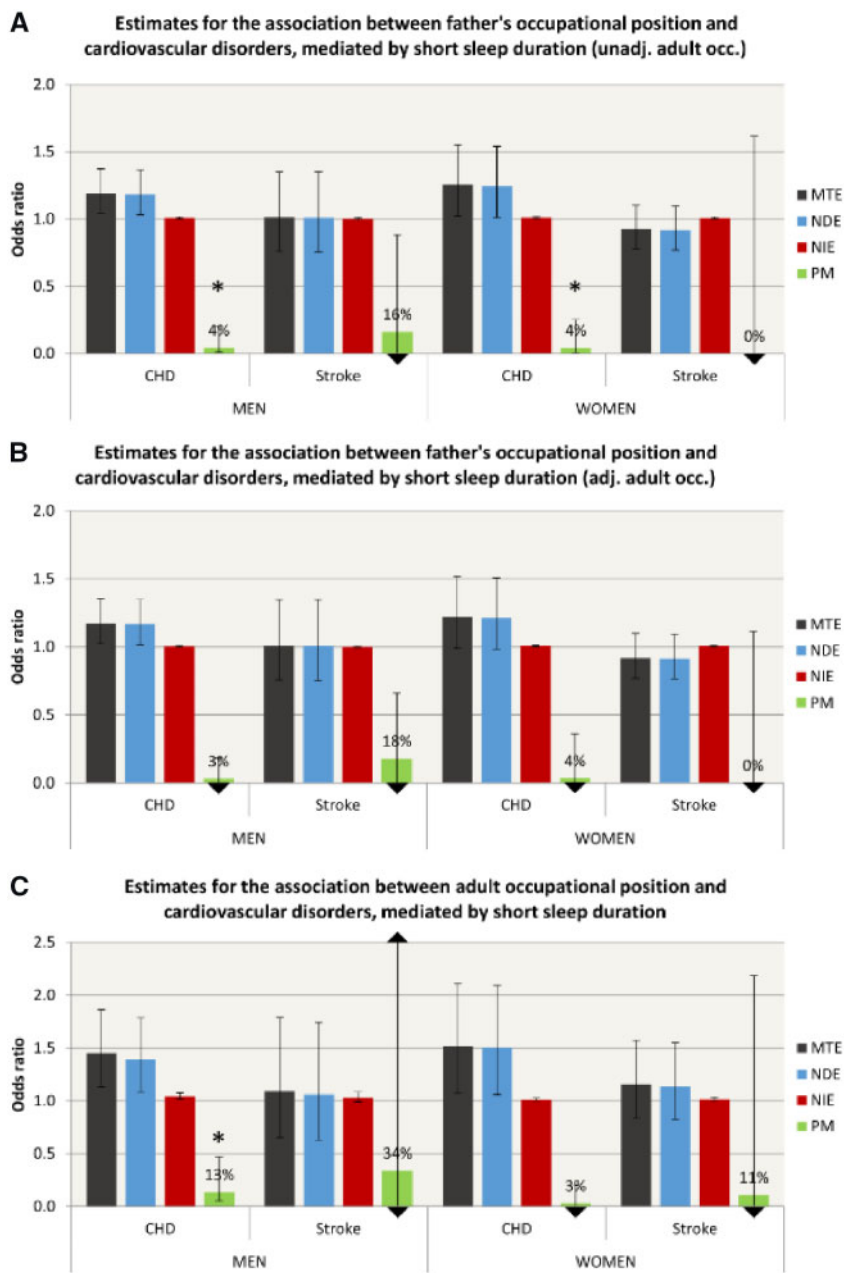 A
Estimates for the association between father's occupational position and
cardiovascular disorders, mediated by short sleep duration (unadj. adult occ.)
2.0
1.5
1.0
0.5
0.0
Odds ratio
*
4%
16%
*
4%
0%
CHD
Stroke
CHD
Stroke
MEN
WOMEN
MTE
NDE
NIE
PM
B
Estimates for the association between father's occupational position and
cardiovascular disorders, mediated by short sleep duration (adj. adult occ.)
2.0
1.5
1.0
0.5
0.0
Odds ratio
3%
18%
4%
0%
CHD
Stroke
CHD
Stroke
MEN
WOMEN
MTE
NDE
NIE
PM
C
Estimates for the association between adult occupational position and
cardiovascular disorders, mediated by short sleep duration
2.5
2.0
1.5
1.0
0.5
0.0
Odds ratio
*
13%
34%
3%
11%
CHD
Stroke
CHD
Stroke
MEN
WOMEN
MTE
NDE
NIE
PM